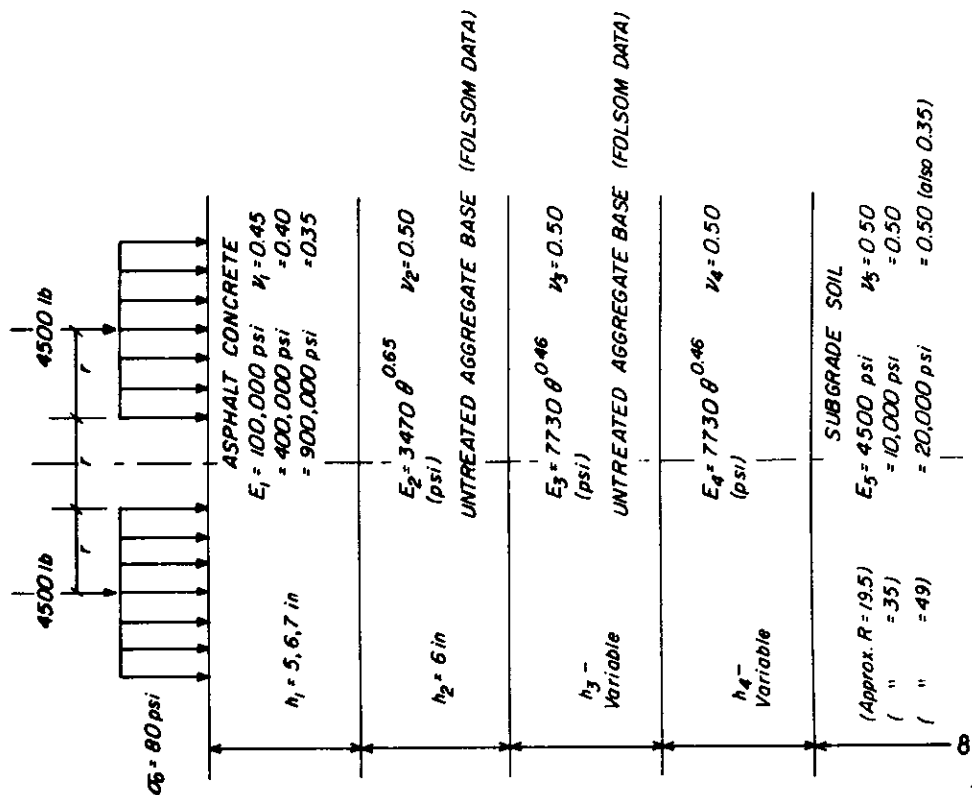 4500 lb
4500 lb
r
r
r
σ₀ = 80 psi
ASPHALT CONCRETE
h₁ = 5, 6, 7 in
E₁ = 100,000 psi ν₁ = 0.45
= 400,000 psi = 0.40
= 900,000 psi = 0.35
h₂ = 6 in
E₂ = 3470 θ^0.65 ν₂ = 0.50
(psi)
UNTREATED AGGREGATE BASE (FOLSOM DATA)
h₃ -
Variable
E₃ = 7730 θ^0.46 ν₃ = 0.50
(psi)
UNTREATED AGGREGATE BASE (FOLSOM DATA)
h₄ -
Variable
E₄ = 7730 θ^0.46 ν₄ = 0.50
(psi)
SUBGRADE SOIL
(Approx. R = 19.5) E₅ = 4500 psi ν₅ = 0.50
( " = 35) = 10,000 psi = 0.50
( " = 49) = 20,000 psi = 0.50 (also 0.35)
8